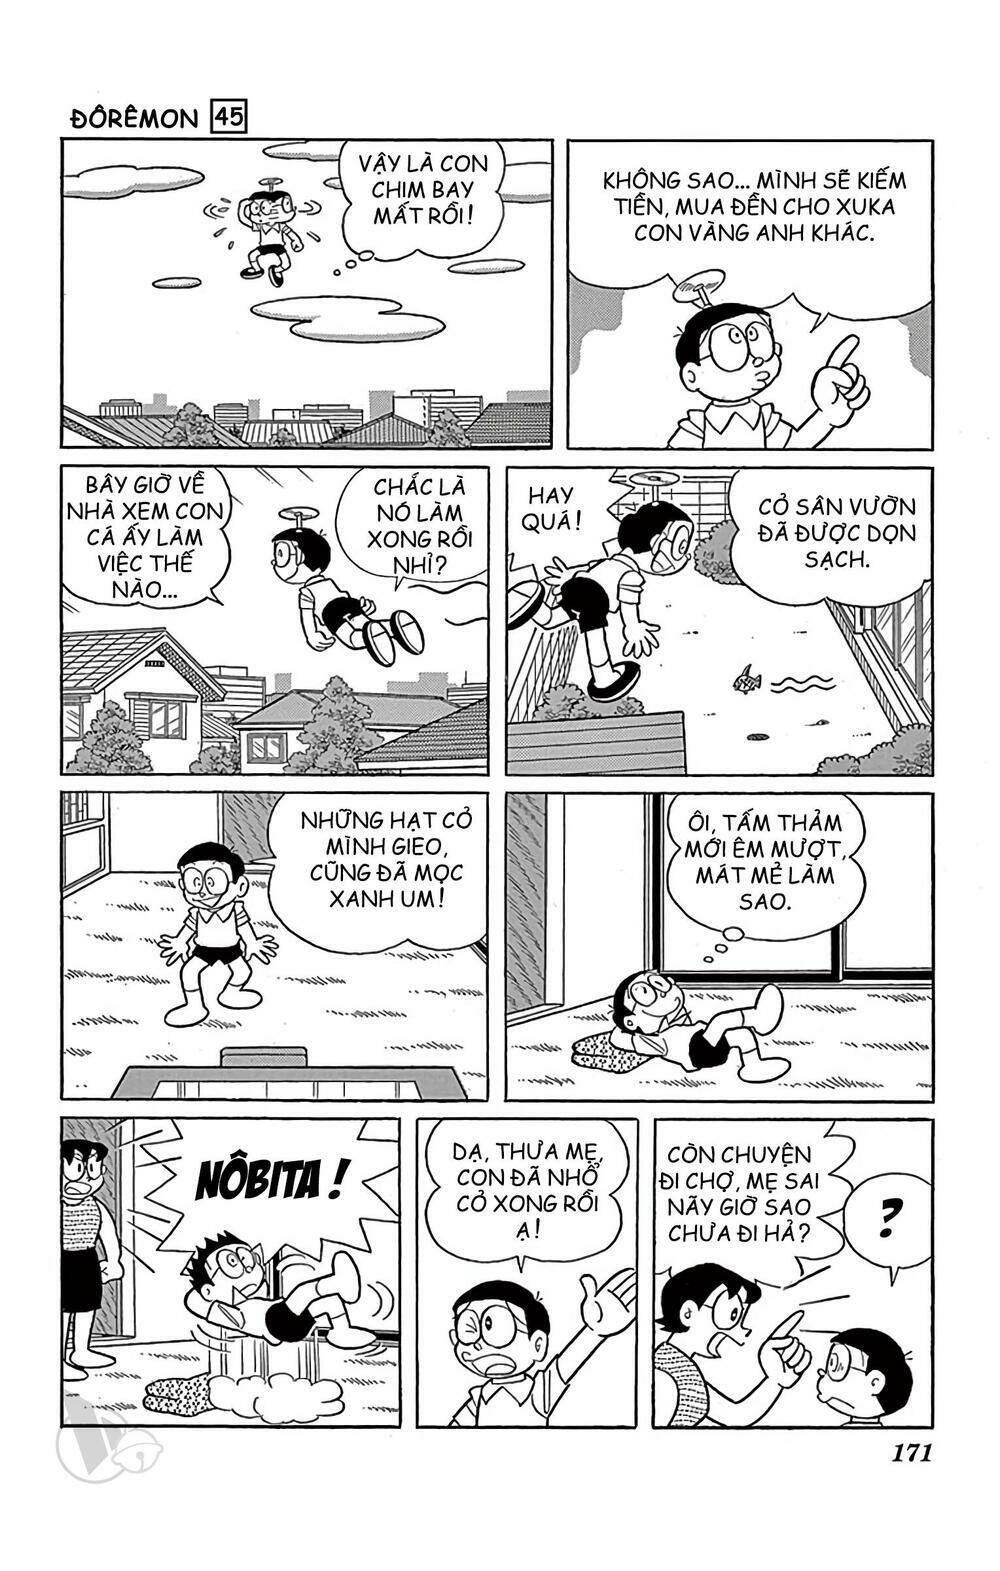 ĐÔRÊMON 45
VẬY LÀ CON
CHIM BAY
MẤT RỒI!
KHÔNG SAO... MÌNH SẼ KIẾM
TIỀN, MUA ĐỀN CHO XUKA
CON VÀNG ANH KHÁC.
BÂY GIỜ VỀ
NHÀ XEM CON
CÁ ẤY LÀM
VIỆC THẾ
NÀO...
CHẮC LÀ
NÓ LÀM
XONG RỒI
NHỈ?
HAY
QUÁ!
CỎ SÂN VƯỜN
ĐÃ ĐƯỢC DỌN
SẠCH.
NHỮNG HẠT CỎ
MÌNH GIEO,
CŨNG ĐÃ MỌC
XANH UM!
ÔI, TẤM THẢM
MỚI ÊM MƯỢT,
MÁT MẺ LÀM
SAO.
NÔBITA!
DẠ, THƯA MẸ,
CON ĐÃ NHỔ
CỎ XONG RỒI
Ạ!
CÒN CHUYỆN
ĐI CHỢ, MẸ SAI
NÃY GIỜ SAO
CHƯA ĐI HẢ?
?
171